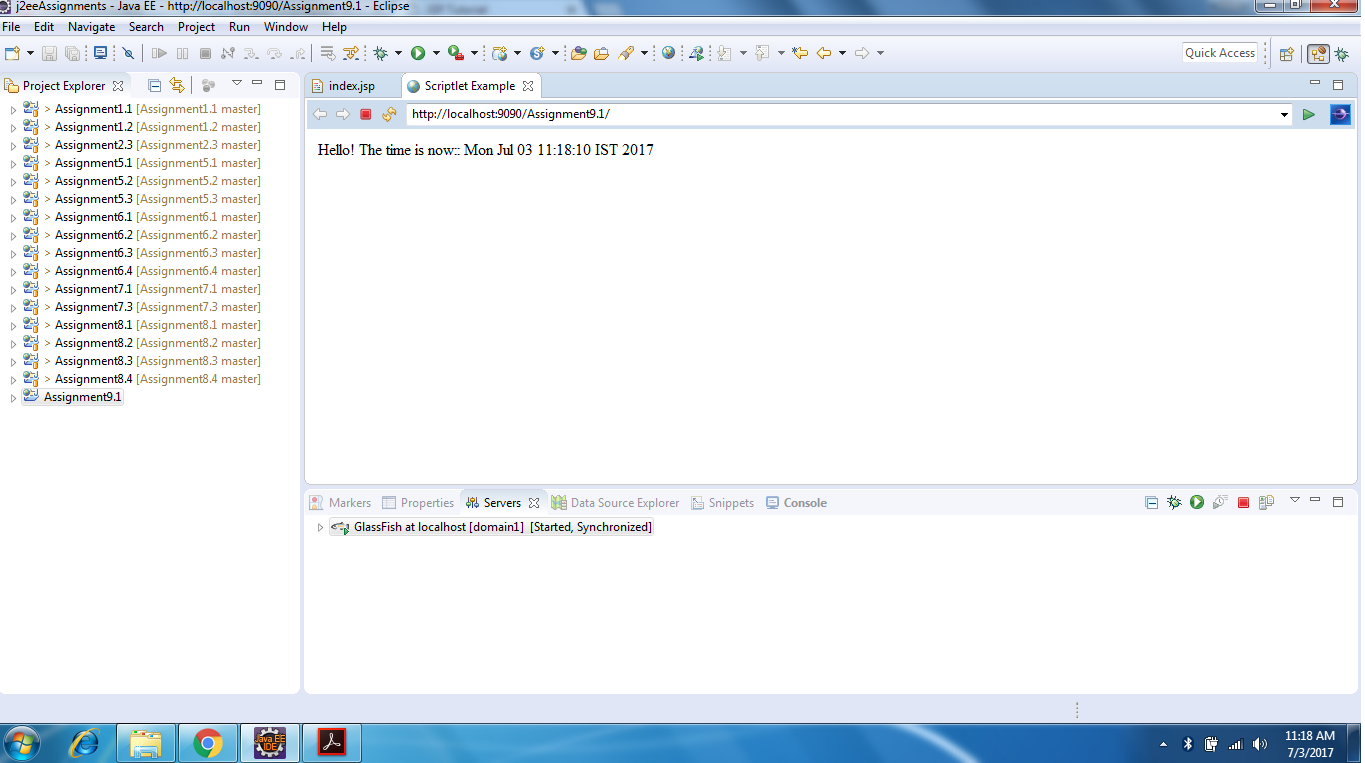 j2eeAssignments - Java EE - http://localhost:9090/Assignment9.1 - Eclipse
File Edit Navigate Search Project Run Window Help
Quick Access
Project Explorer
> Assignment1.1 [Assignment1.1 master]
> Assignment1.2 [Assignment1.2 master]
> Assignment2.3 [Assignment2.3 master]
> Assignment5.1 [Assignment5.1 master]
> Assignment5.2 [Assignment5.2 master]
> Assignment5.3 [Assignment5.3 master]
> Assignment6.1 [Assignment6.1 master]
> Assignment6.2 [Assignment6.2 master]
> Assignment6.3 [Assignment6.3 master]
> Assignment6.4 [Assignment6.4 master]
> Assignment7.1 [Assignment7.1 master]
> Assignment7.3 [Assignment7.3 master]
> Assignment8.1 [Assignment8.1 master]
> Assignment8.2 [Assignment8.2 master]
> Assignment8.3 [Assignment8.3 master]
> Assignment8.4 [Assignment8.4 master]
Assignment9.1
index.jsp Scriptlet Example
http://localhost:9090/Assignment9.1/
Hello! The time is now:: Mon Jul 03 11:18:10 IST 2017
Markers Properties Servers Data Source Explorer Snippets Console
GlassFish at localhost [domain1] [Started, Synchronized]
Java EE
IDE
11:18 AM
7/3/2017